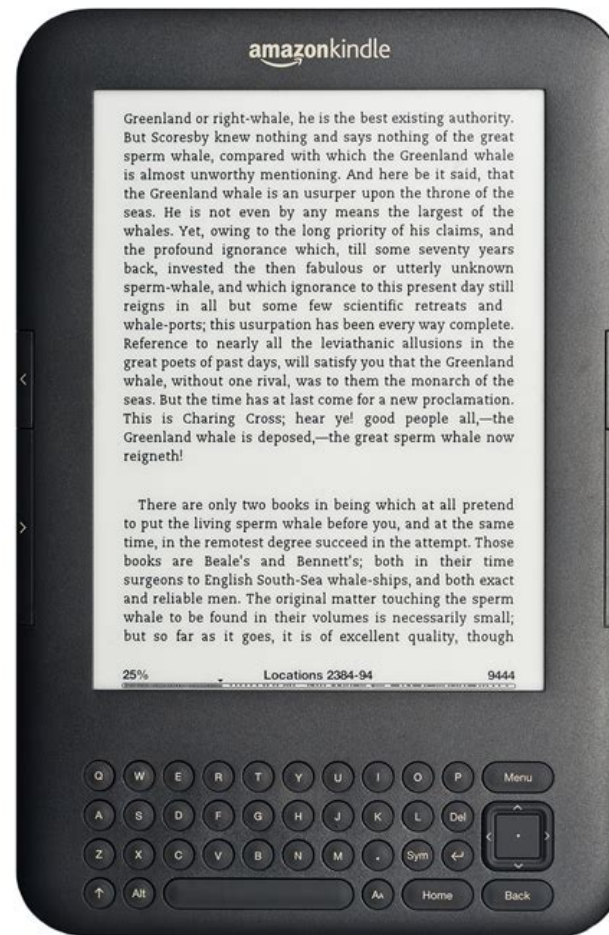 amazonkindle
Greenland or right-whale, he is the best existing authority.
But Scoresby knew nothing and says nothing of the great
sperm whale, compared with which the Greenland whale
is almost unworthy mentioning. And here be it said, that
the Greenland whale is an usurper upon the throne of the
seas. He is not even by any means the largest of the
whales. Yet, owing to the long priority of his claims, and
the profound ignorance which, till some seventy years
back, invested the then fabulous or utterly unknown
sperm-whale, and which ignorance to this present day still
reigns in all but some few scientific retreats and
whale-ports; this usurpation has been every way complete.
Reference to nearly all the leviathanic allusions in the
great poets of past days, will satisfy you that the Greenland
whale, without one rival, was to them the monarch of the
seas. But the time has at last come for a new proclamation.
This is Charing Cross; hear ye! good people all,—the
Greenland whale is deposed,—the great sperm whale now
reigneth!
There are only two books in being which at all pretend
to put the living sperm whale before you, and at the same
time, in the remotest degree succeed in the attempt. Those
books are Beale's and Bennett's; both in their time
surgeons to English South-Sea whale-ships, and both exact
and reliable men. The original matter touching the sperm
whale to be found in their volumes is necessarily small;
but so far as it goes, it is of excellent quality, though
25% Locations 2384-94 9444
Q W E R T Y U I O P Menu
A S D F G H J K L Del
Z X C V B N M . Sym
Alt AA Home Back